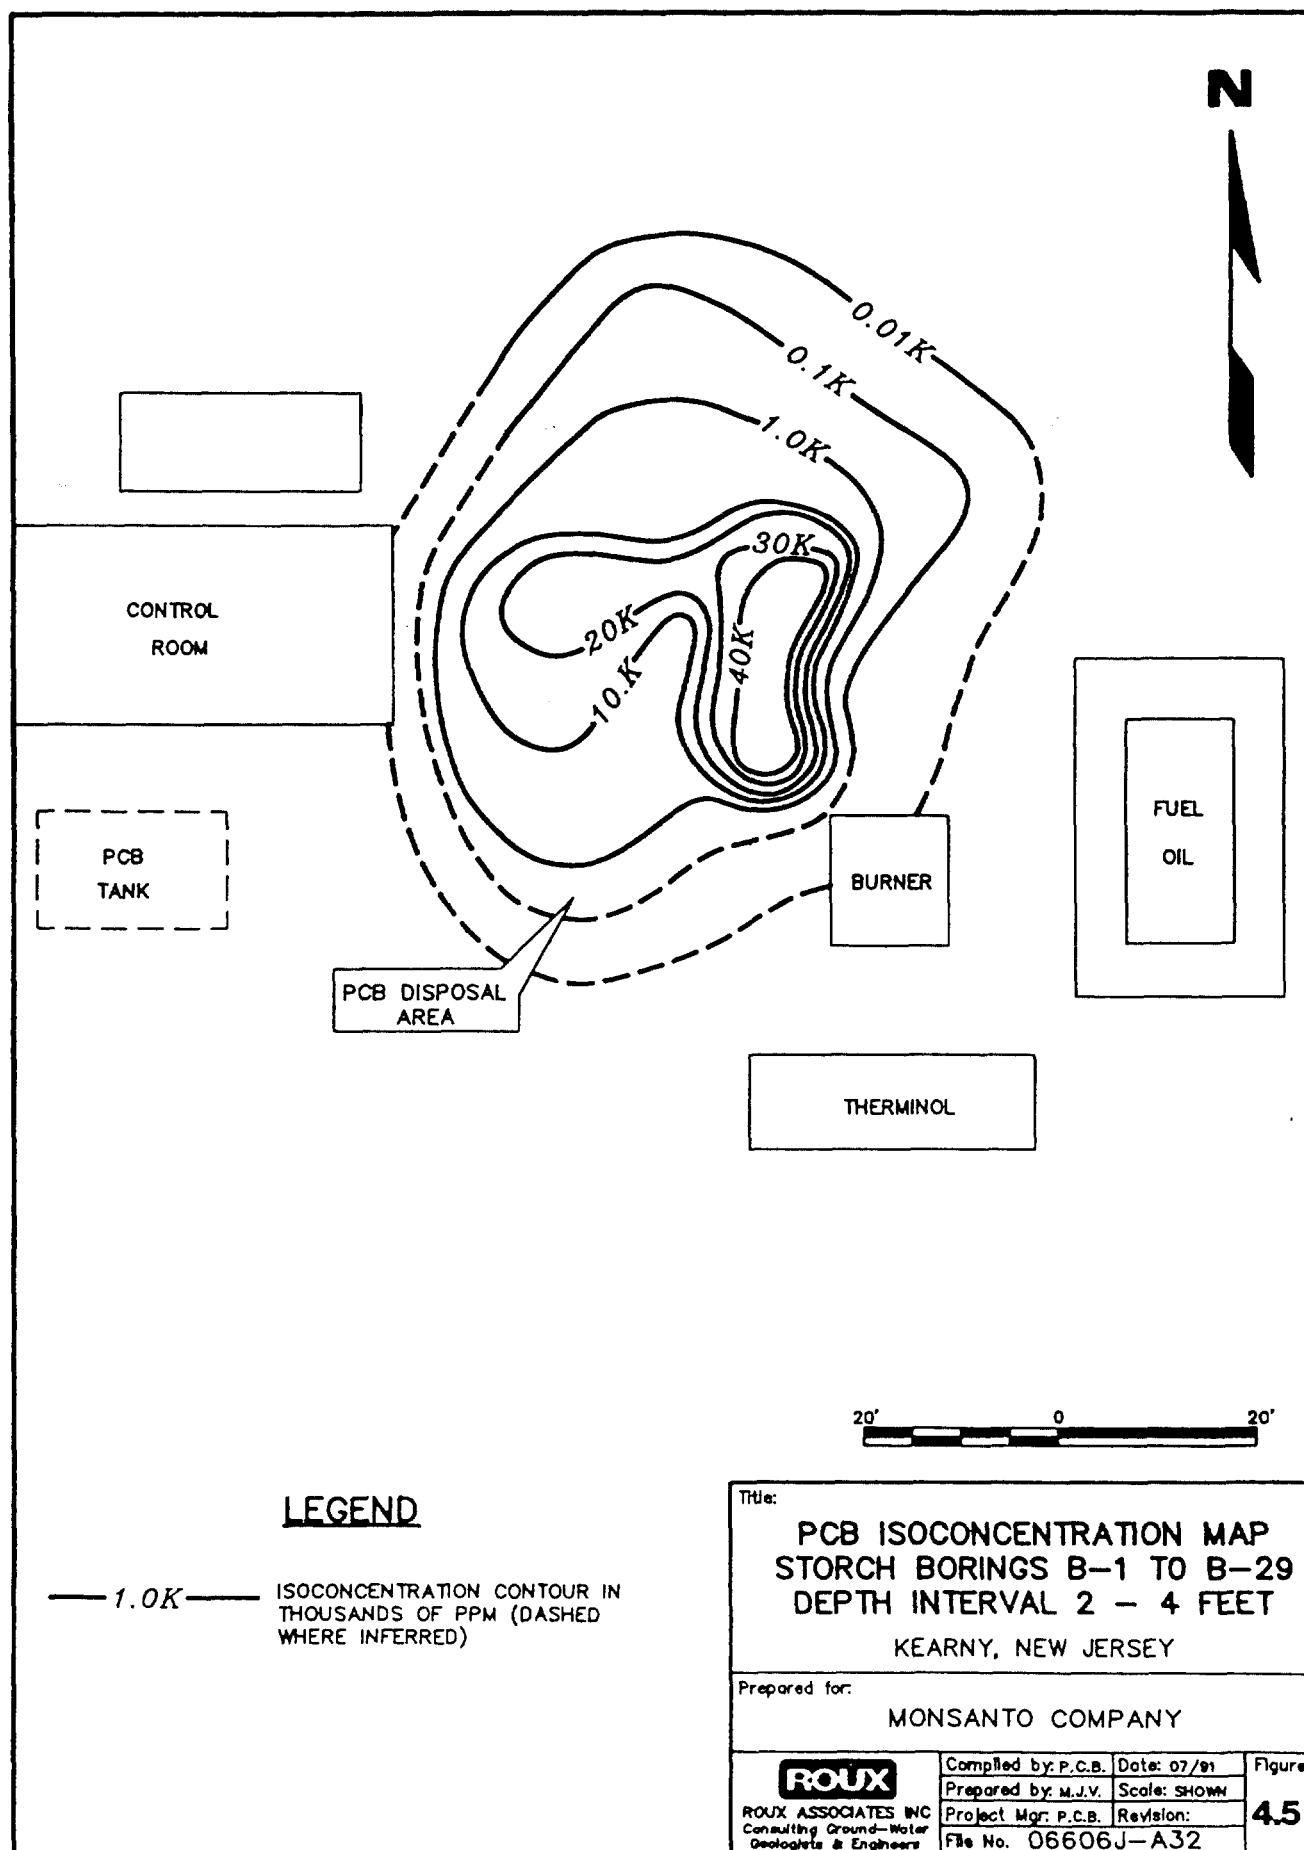 N
0.01K
0.1K
1.0K
30K
20K
40K
10.K
CONTROL
ROOM
FUEL
OIL
PCB
TANK
BURNER
PCB DISPOSAL
AREA
THERMINOL
20' 0 20'
LEGEND
1.0K
ISOCONCENTRATION CONTOUR IN
THOUSANDS OF PPM (DASHED
WHERE INFERRED)
Title:
PCB ISOCONCENTRATION MAP
STORCH BORINGS B-1 TO B-29
DEPTH INTERVAL 2 - 4 FEET
KEARNY, NEW JERSEY
Prepared for:
MONSANTO COMPANY
ROUX
ROUX ASSOCIATES INC
Consulting Ground-Water
Geologists & Engineers
Compiled by: P.C.B. Date: 07/91
Prepared by: M.J.V. Scale: SHOWN
Project Mgr: P.C.B. Revision:
File No. 06606J-A32
Figure
4.5